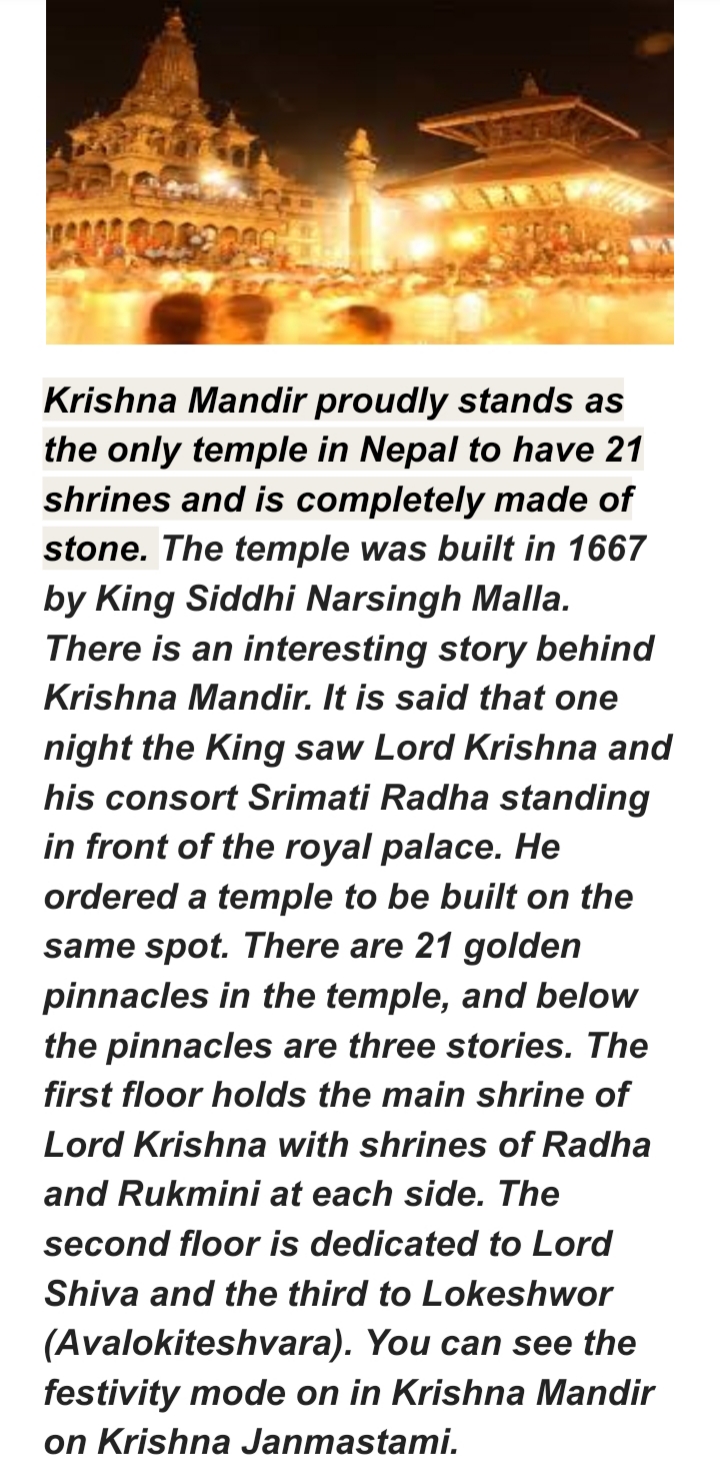 Krishna Mandir proudly stands as
the only temple in Nepal to have 21
shrines and is completely made of
stone. The temple was built in 1667
by King Siddhi Narsingh Malla.
There is an interesting story behind
Krishna Mandir. It is said that one
night the King saw Lord Krishna and
his consort Srimati Radha standing
in front of the royal palace. He
ordered a temple to be built on the
same spot. There are 21 golden
pinnacles in the temple, and below
the pinnacles are three stories. The
first floor holds the main shrine of
Lord Krishna with shrines of Radha
and Rukmini at each side. The
second floor is dedicated to Lord
Shiva and the third to Lokeshwor
(Avalokiteshvara). You can see the
festivity mode on in Krishna Mandir
on Krishna Janmastami.